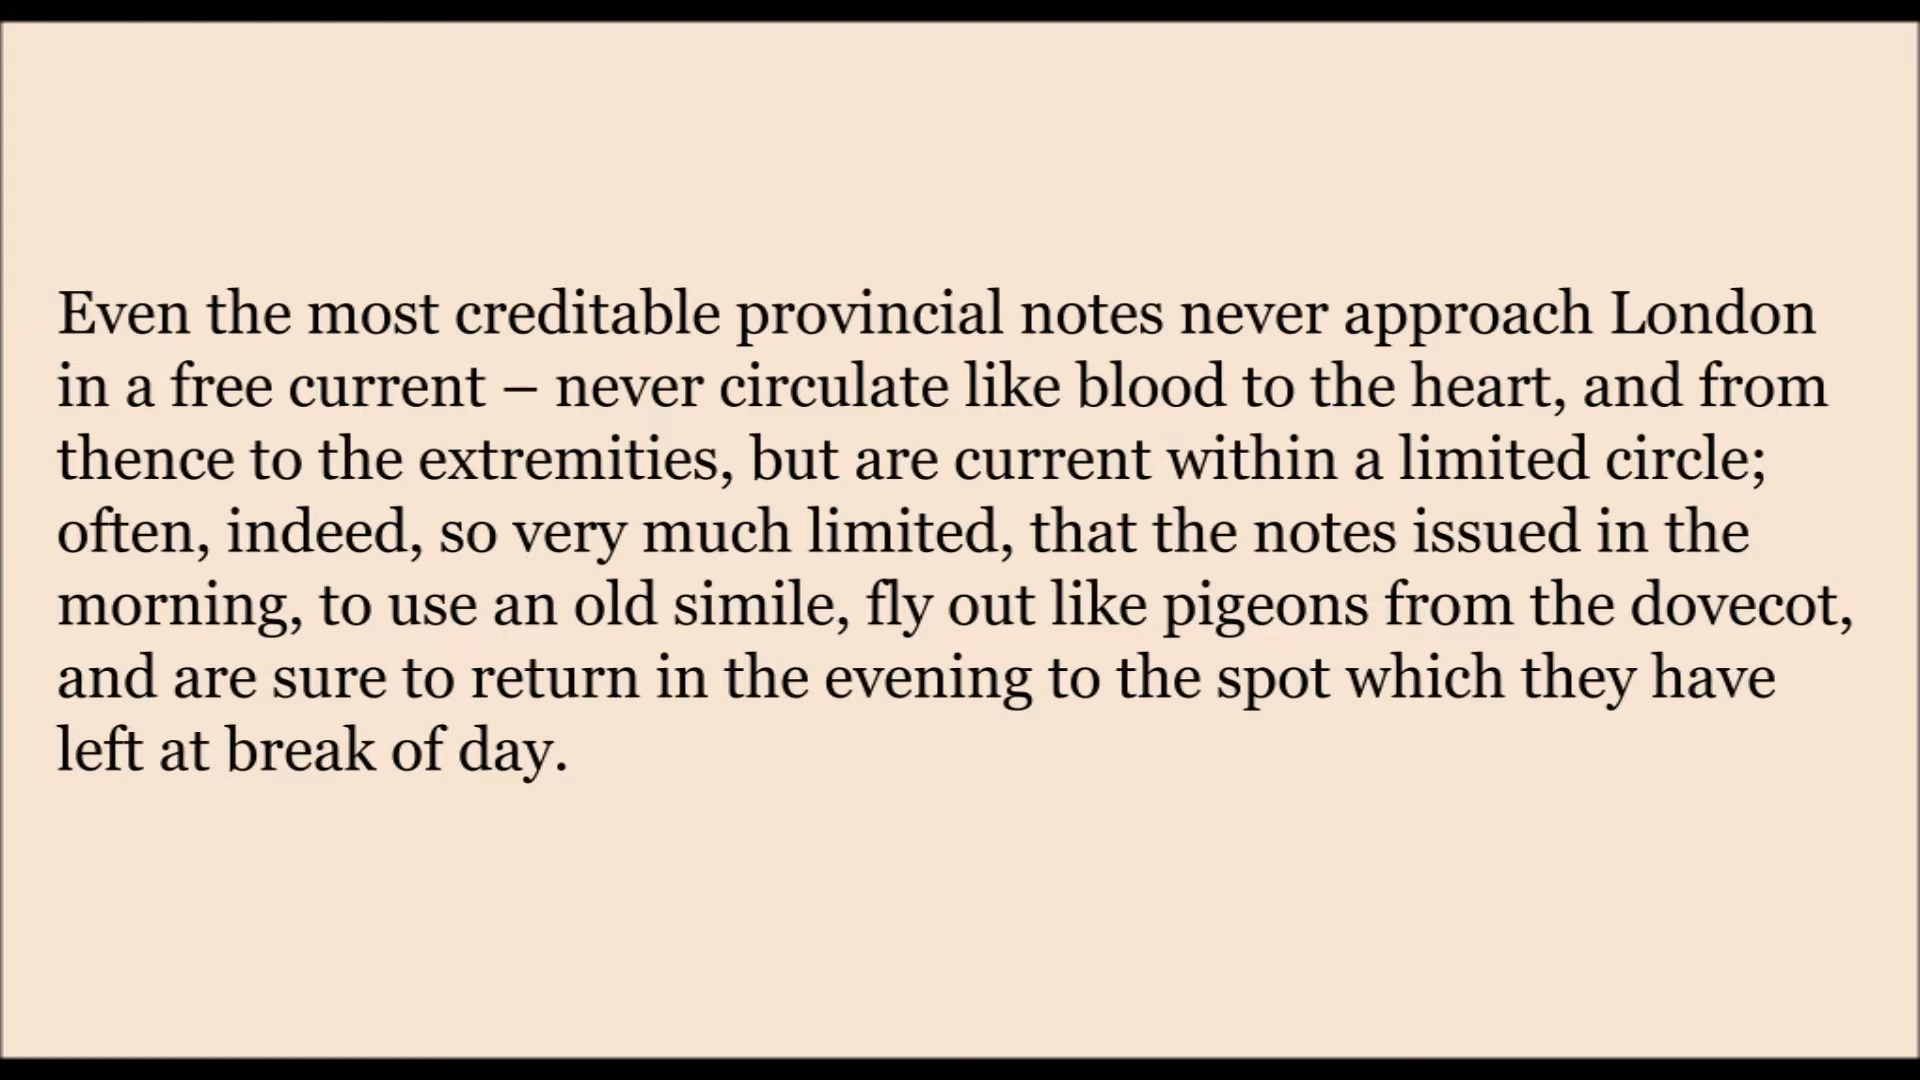 Even the most creditable provincial notes never approach London
in a free current – never circulate like blood to the heart, and from
thence to the extremities, but are current within a limited circle;
often, indeed, so very much limited, that the notes issued in the
morning, to use an old simile, fly out like pigeons from the dovecot,
and are sure to return in the evening to the spot which they have
left at break of day.